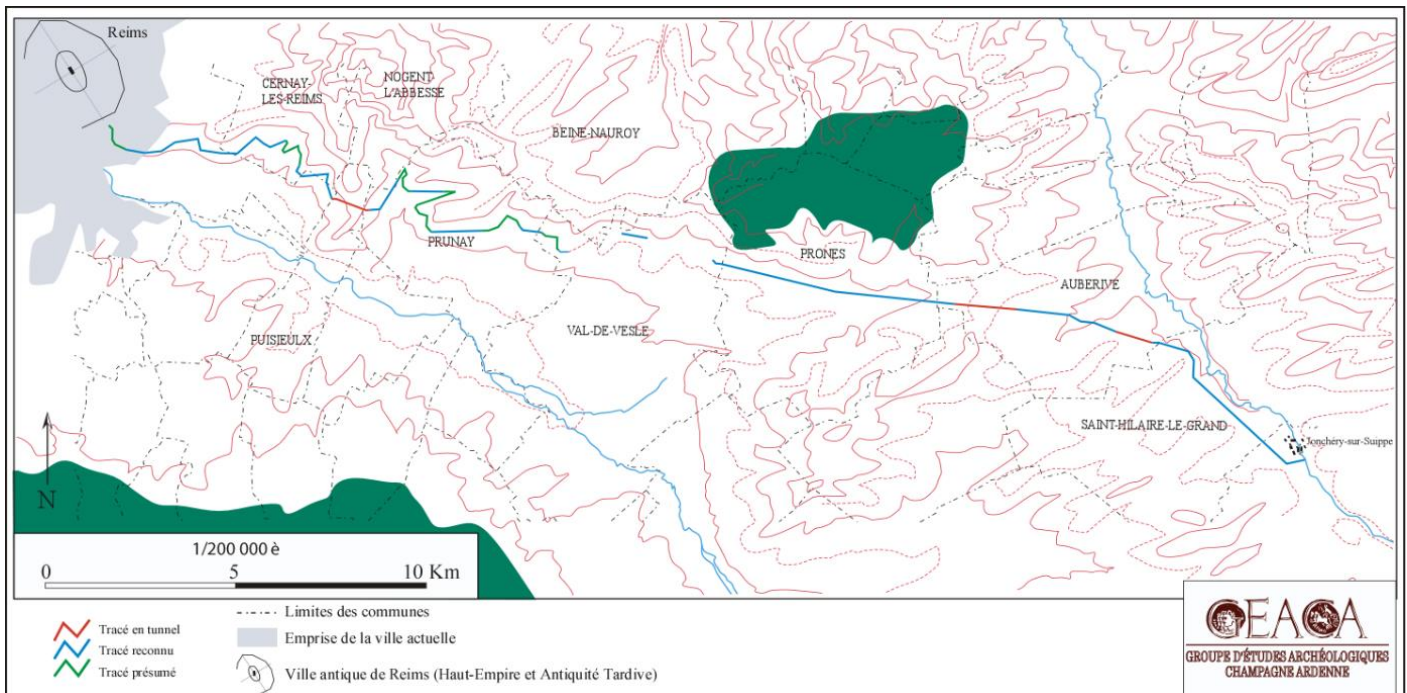 Reims
CERNAY-
LES-REIMS
NOGENT
L'ABBESSE
BEINE-NAUROY
PRUNAY
PRONES
AUBERIVE
PUISIEULX
VAL-DE-VESLE
SAINT-HILAIRE-LE-GRAND
Jonchéry-sur-Suippe
N
1/200 000 è
0 5 10 Km
Tracé en tunnel
Tracé reconnu
Tracé présumé
Limites des communes
Emprise de la ville actuelle
Ville antique de Reims (Haut-Empire et Antiquité Tardive)
GEACA
GROUPE D'ÉTUDES ARCHÉOLOGIQUES
CHAMPAGNE ARDENNE